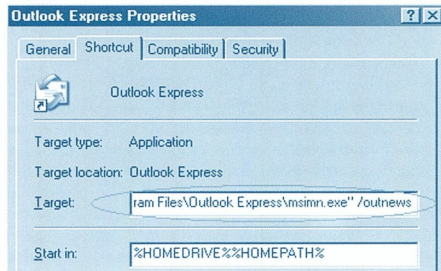 Outlook Express Properties
General Shortcut Compatibility Security
Outlook Express
Target type: Application
Target location: Outlook Express
Target: ram Files\Outlook Express\msimn.exe" /outnews
Start in: %HOMEDRIVE%%HOMEPATH%